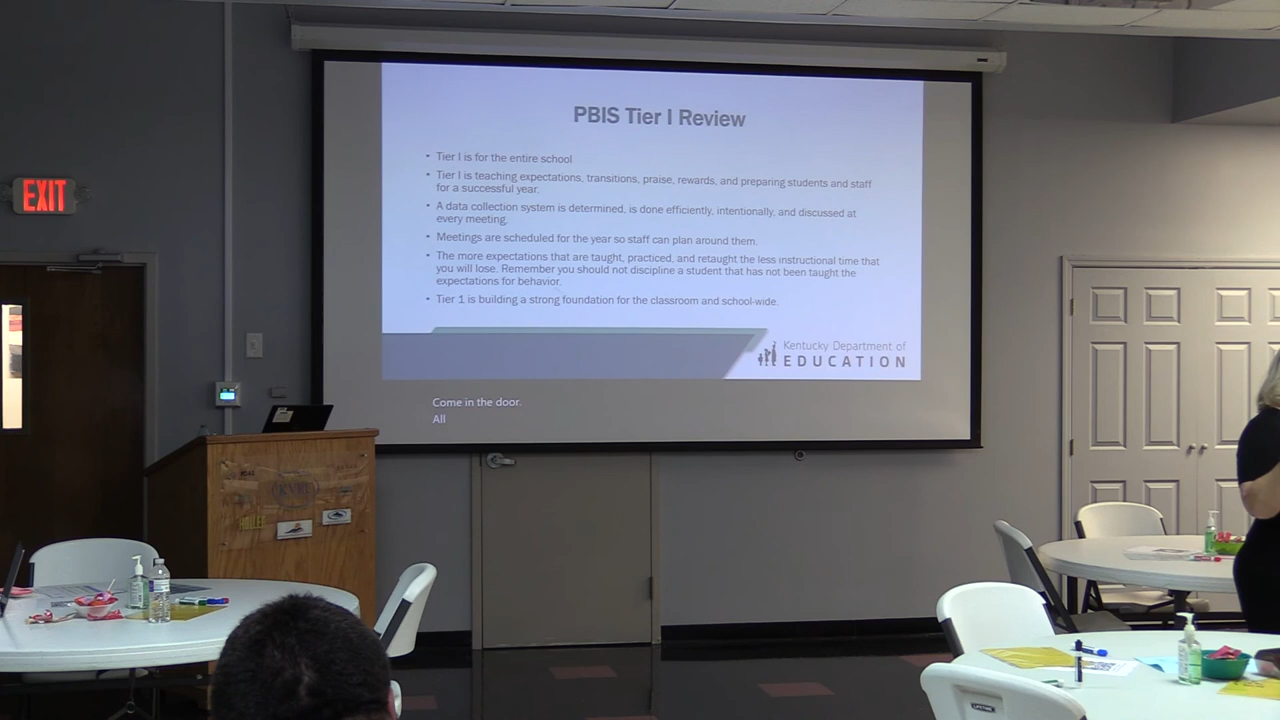 PBIS Tier I Review
• Tier I is for the entire school
• Tier I is teaching expectations, transitions, praise, rewards, and preparing students and staff
for a successful year.
• A data collection system is determined, is done efficiently, intentionally, and discussed at
every meeting.
• Meetings are scheduled for the year so staff can plan around them.
• The more expectations that are taught, practiced, and retaught the less instructional time that
you will lose. Remember you should not discipline a student that has not been taught the
expectations for behavior.
• Tier 1 is building a strong foundation for the classroom and school-wide.
Kentucky Department of
EDUCATION
Come in the door.
All
EXIT